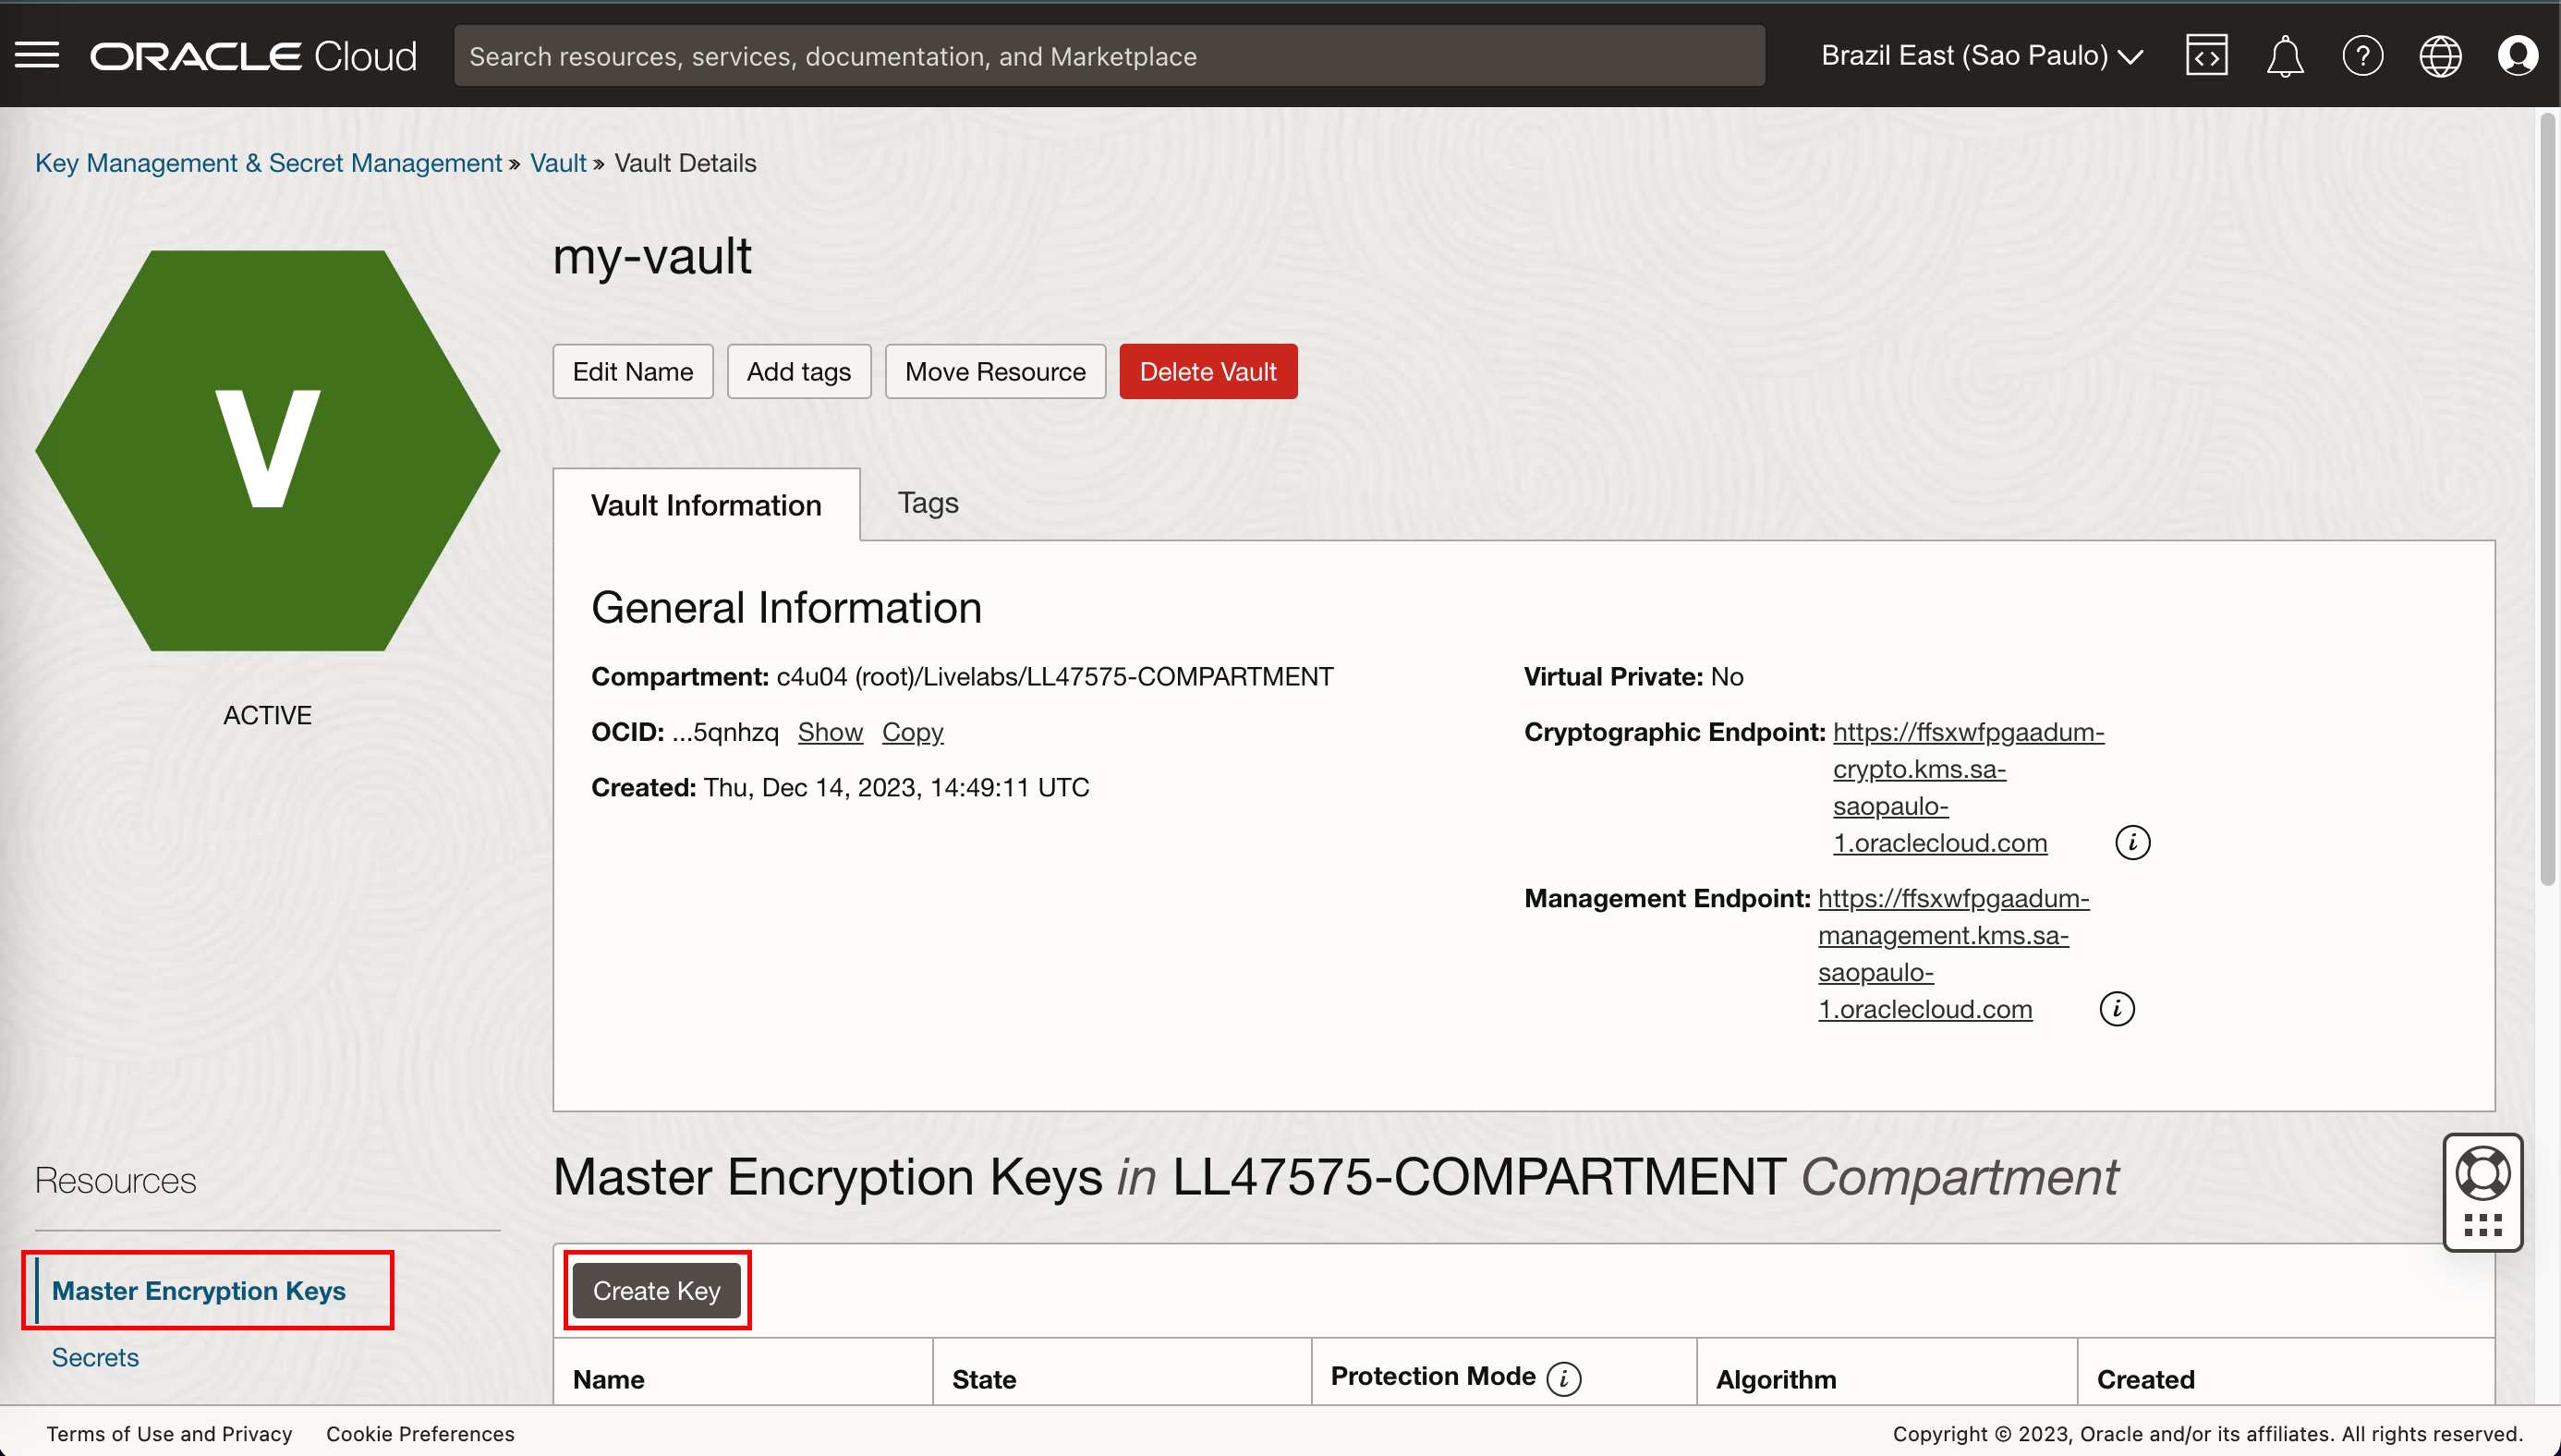 ORACLE Cloud
Search resources, services, documentation, and Marketplace
Brazil East (Sao Paulo)
Key Management & Secret Management » Vault » Vault Details
V
ACTIVE
my-vault
Edit Name
Add tags
Move Resource
Delete Vault
Vault Information
Tags
General Information
Compartment: c4u04 (root)/Livelabs/LL47575-COMPARTMENT
OCID: ...5qnhzq Show Copy
Created: Thu, Dec 14, 2023, 14:49:11 UTC
Virtual Private: No
Cryptographic Endpoint: https://ffsxwfpgaadum-
crypto.kms.sa-
saopaulo-
1.oraclecloud.com
Management Endpoint: https://ffsxwfpgaadum-
management.kms.sa-
saopaulo-
1.oraclecloud.com
Resources
Master Encryption Keys
Secrets
Master Encryption Keys in LL47575-COMPARTMENT Compartment
Create Key
Name
State
Protection Mode
Algorithm
Created
Terms of Use and Privacy
Cookie Preferences
Copyright © 2023, Oracle and/or its affiliates. All rights reserved.